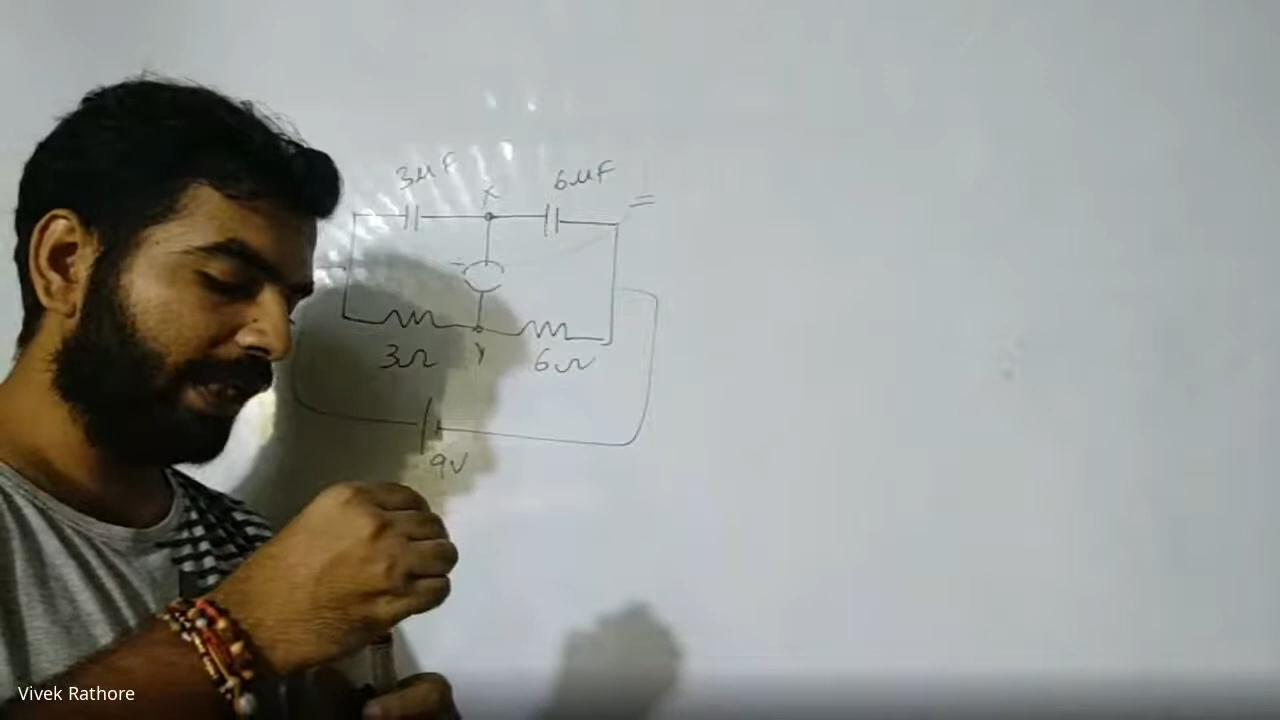 3μF
6μF
X
=
3Ω
Y
6Ω
9V
Vivek Rathore